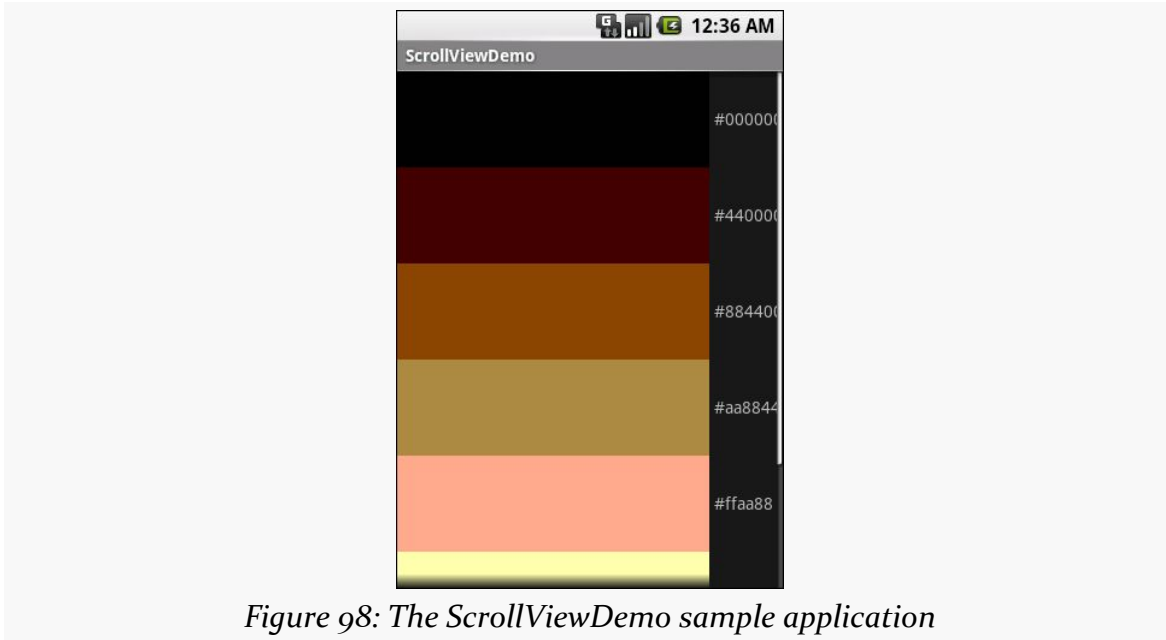 12:36 AM
ScrollViewDemo
#000000
#440000
#884400
#aa8844
#ffaa88
Figure 98: The ScrollViewDemo sample application